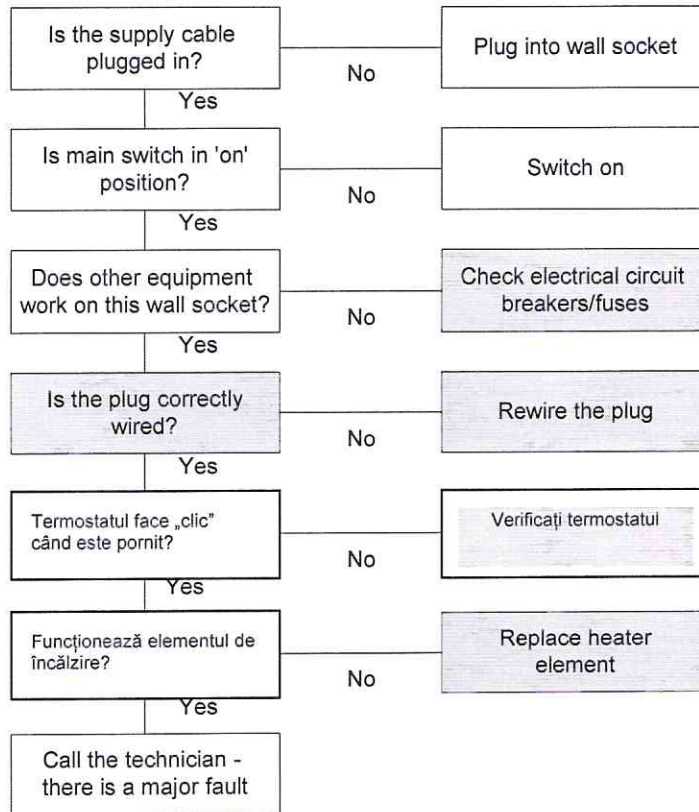 Is the supply cable
plugged in?
No
Plug into wall socket
Yes
Is main switch in 'on'
position?
No
Switch on
Yes
Does other equipment
work on this wall socket?
No
Check electrical circuit
breakers/fuses
Yes
Is the plug correctly
wired?
No
Rewire the plug
Yes
Termostatul face „clic”
când este pornit?
No
Verificați termostatul
Yes
Funcționează elementul de
încălzire?
No
Replace heater
element
Yes
Call the technician -
there is a major fault